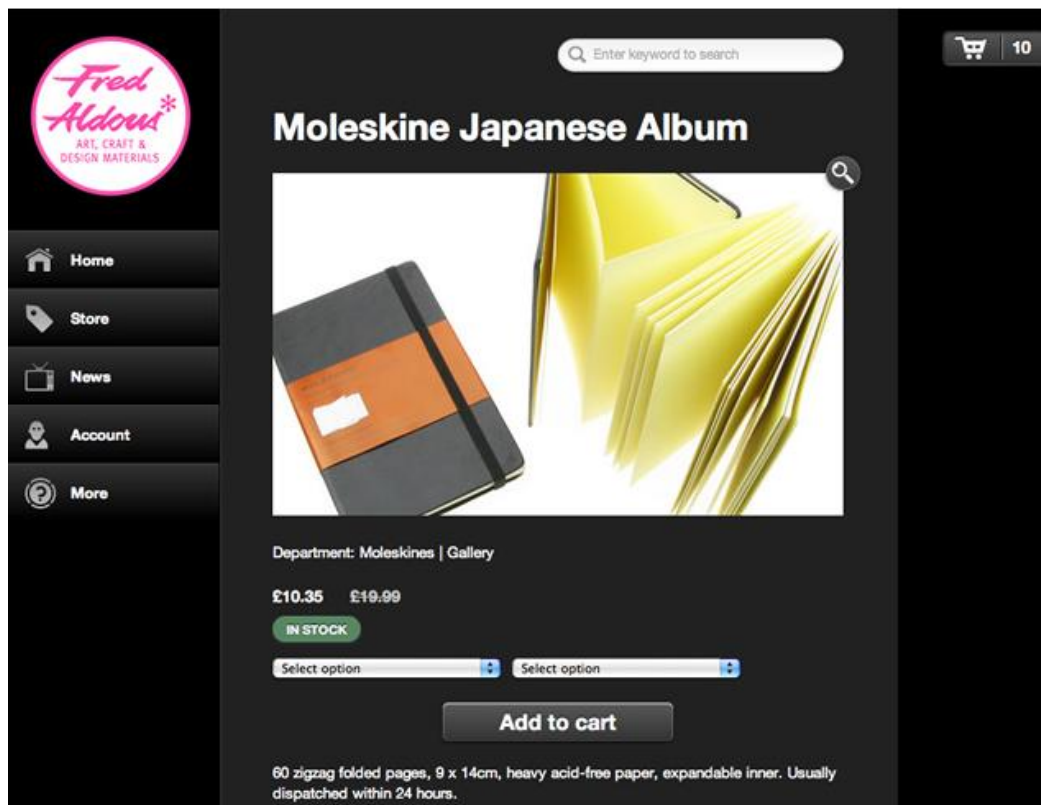 Fred
Aldous*
ART, CRAFT &
DESIGN MATERIALS
Enter keyword to search
10
Moleskine Japanese Album
Home
Store
News
Account
More
Department: Moleskines | Gallery
£10.35 £19.99
IN STOCK
Select option Select option
Add to cart
60 zigzag folded pages, 9 x 14cm, heavy acid-free paper, expandable inner. Usually
dispatched within 24 hours.